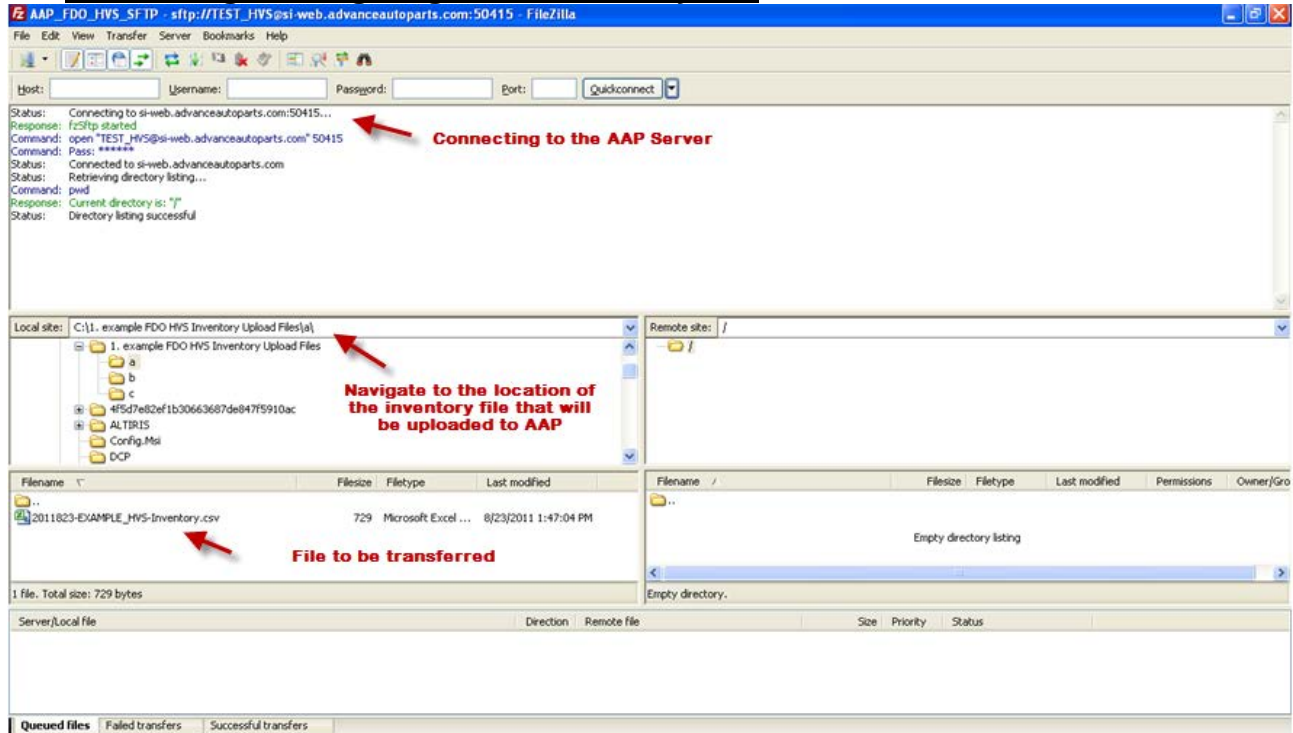 AAP_FDO_HVS_SFTP - sftp://TEST_HVS@si-web.advanceautoparts.com:50415 - FileZilla
File Edit View Transfer Server Bookmarks Help
Host: Username: Password: Port: Quickconnect
Status: Connecting to si-web.advanceautoparts.com:50415...
Response: fzSftp started
Command: open "TEST_HVS@si-web.advanceautoparts.com" 50415
Command: Pass: ******
Status: Connected to si-web.advanceautoparts.com
Status: Retrieving directory listing...
Command: pwd
Response: Current directory is: "/"
Status: Directory listing successful
Connecting to the AAP Server
Local site: C:\1. example FDO HVS Inventory Upload Files\a\
Remote site: /
1. example FDO HVS Inventory Upload Files
a
b
c
4f5d7e82ef1b30663687de847f5910ac
ALTIRIS
Config.Msi
DCP
/
Navigate to the location of
the inventory file that will
be uploaded to AAP
Filename Filesize Filetype Last modified
..
2011823-EXAMPLE_HVS-Inventory.csv 729 Microsoft Excel ... 8/23/2011 1:47:04 PM
File to be transferred
1 file. Total size: 729 bytes
Filename Filesize Filetype Last modified Permissions Owner/Gro
..
Empty directory listing
Empty directory.
Server/Local file Direction Remote file Size Priority Status
Queued files Failed transfers Successful transfers